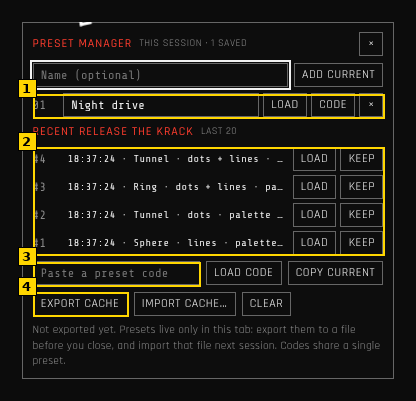 PRESET MANAGER THIS SESSION · 1 SAVED ×
Name (optional) ADD CURRENT
1
01 Night drive LOAD CODE ×
RECENT RELEASE THE KRACK LAST 20
2
#4 18:37:24 · Tunnel · dots + lines · … LOAD KEEP
#3 18:37:24 · Ring · dots + lines · pa… LOAD KEEP
#2 18:37:24 · Tunnel · dots · palette … LOAD KEEP
#1 18:37:24 · Sphere · lines · palette… LOAD KEEP
3
Paste a preset code LOAD CODE COPY CURRENT
4
EXPORT CACHE IMPORT CACHE… CLEAR
Not exported yet. Presets live only in this tab: export them to a file
before you close, and import that file next session. Codes share a single
preset.